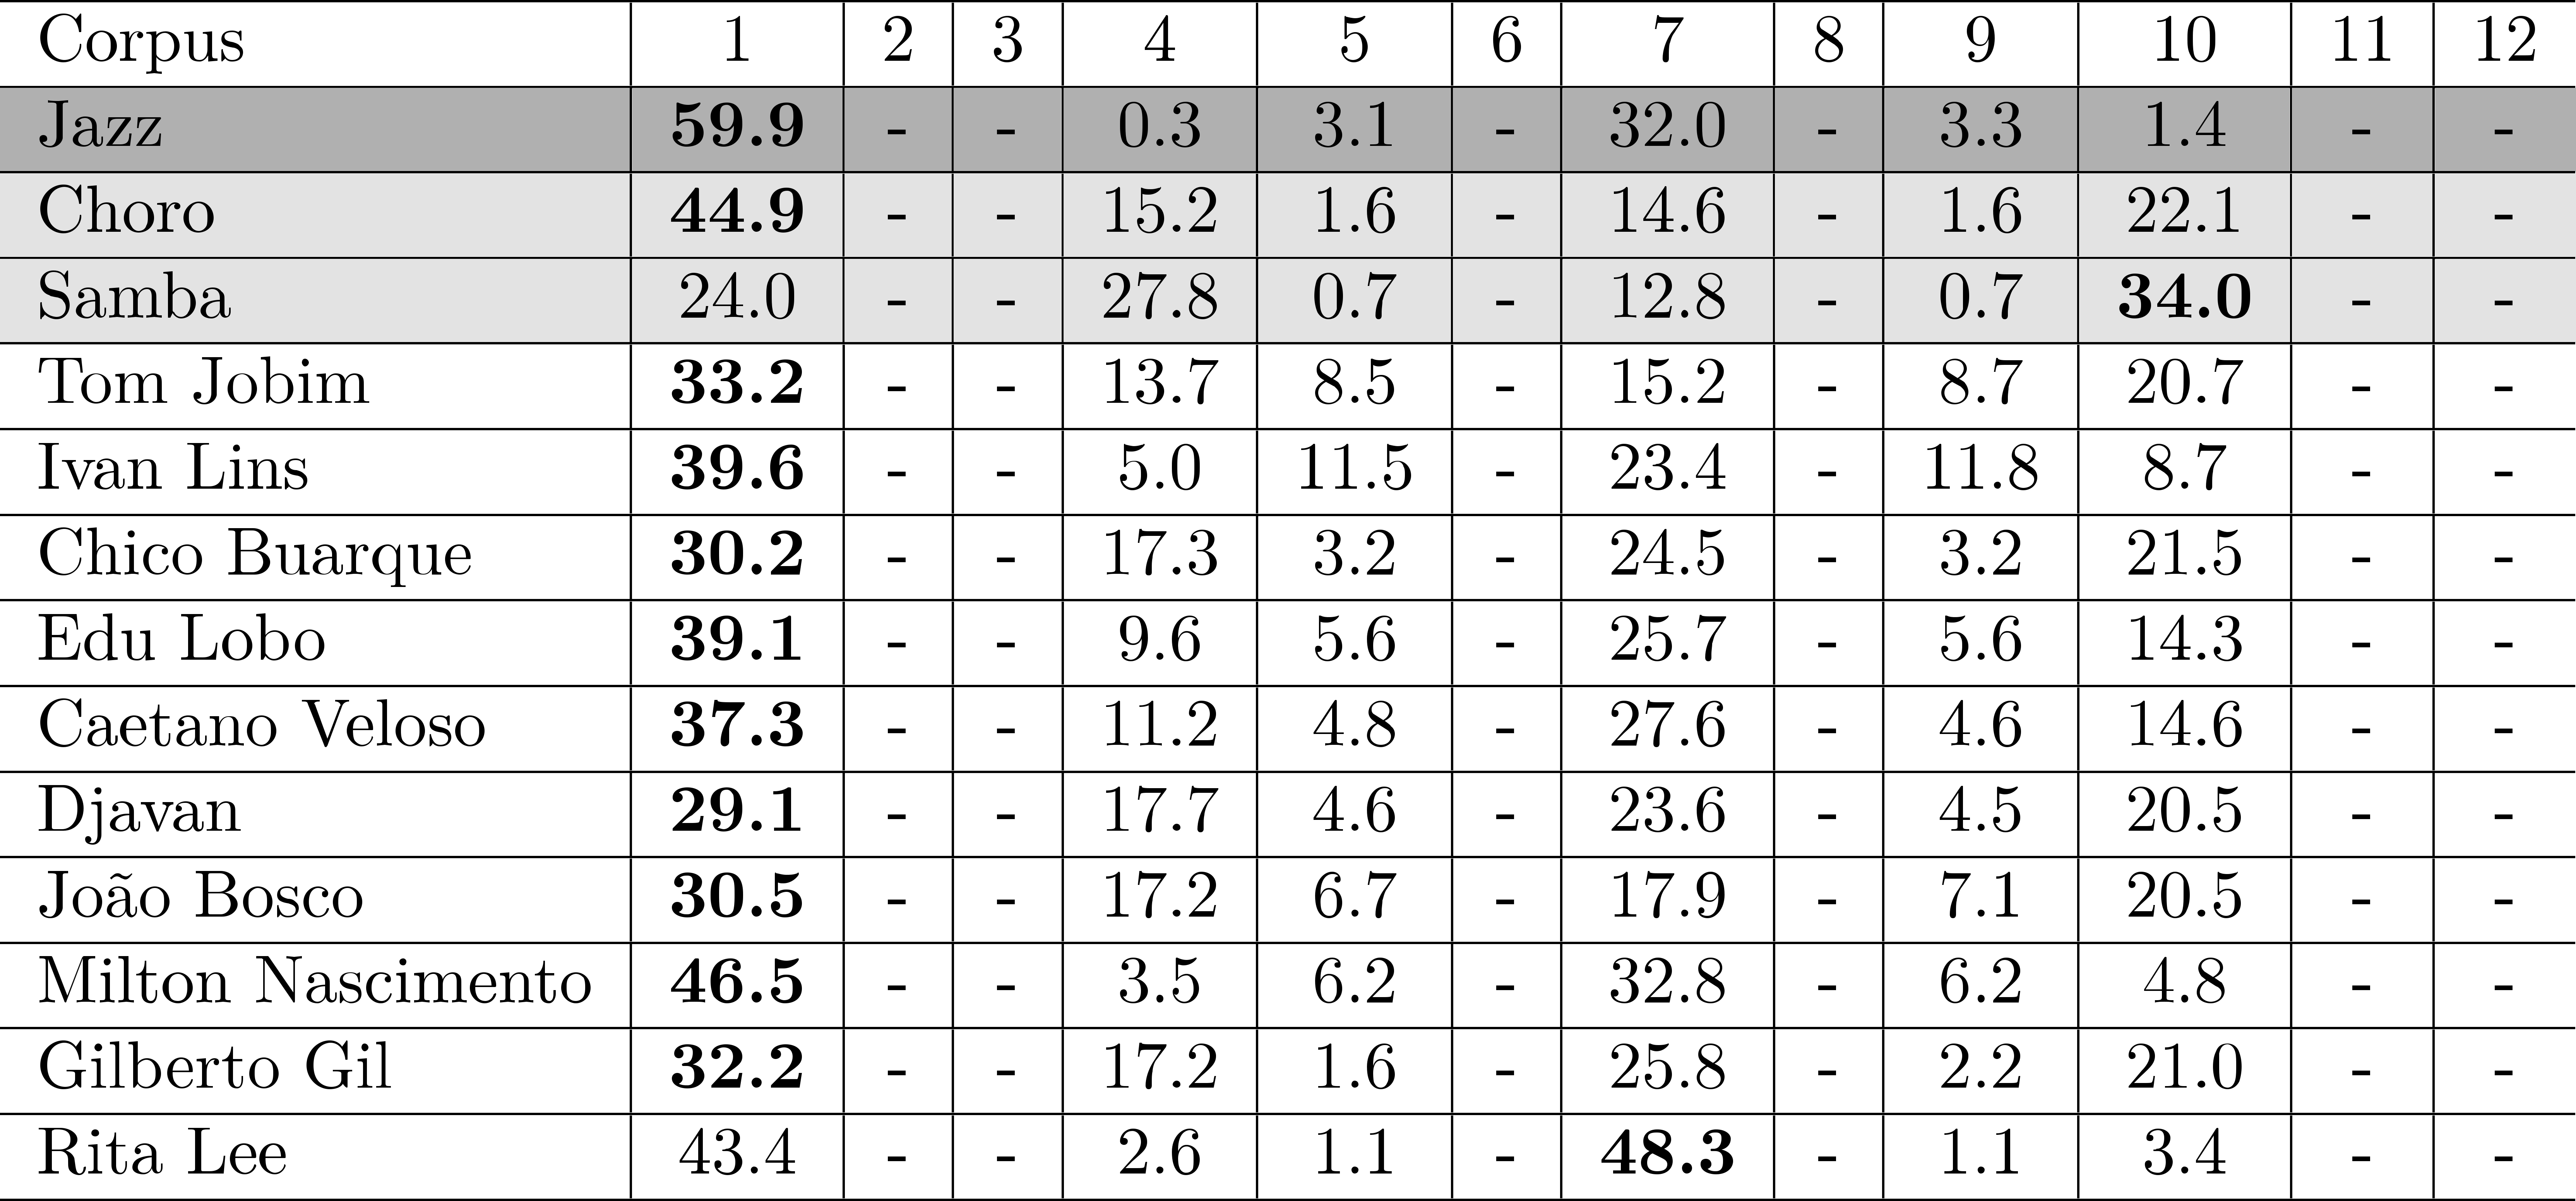 Corpus 1 2 3 4 5 6 7 8 9 10 11 12
Jazz 59.9 - - 0.3 3.1 - 32.0 - 3.3 1.4 - -
Choro 44.9 - - 15.2 1.6 - 14.6 - 1.6 22.1 - -
Samba 24.0 - - 27.8 0.7 - 12.8 - 0.7 34.0 - -
Tom Jobim 33.2 - - 13.7 8.5 - 15.2 - 8.7 20.7 - -
Ivan Lins 39.6 - - 5.0 11.5 - 23.4 - 11.8 8.7 - -
Chico Buarque 30.2 - - 17.3 3.2 - 24.5 - 3.2 21.5 - -
Edu Lobo 39.1 - - 9.6 5.6 - 25.7 - 5.6 14.3 - -
Caetano Veloso 37.3 - - 11.2 4.8 - 27.6 - 4.6 14.6 - -
Djavan 29.1 - - 17.7 4.6 - 23.6 - 4.5 20.5 - -
João Bosco 30.5 - - 17.2 6.7 - 17.9 - 7.1 20.5 - -
Milton Nascimento 46.5 - - 3.5 6.2 - 32.8 - 6.2 4.8 - -
Gilberto Gil 32.2 - - 17.2 1.6 - 25.8 - 2.2 21.0 - -
Rita Lee 43.4 - - 2.6 1.1 - 48.3 - 1.1 3.4 - -